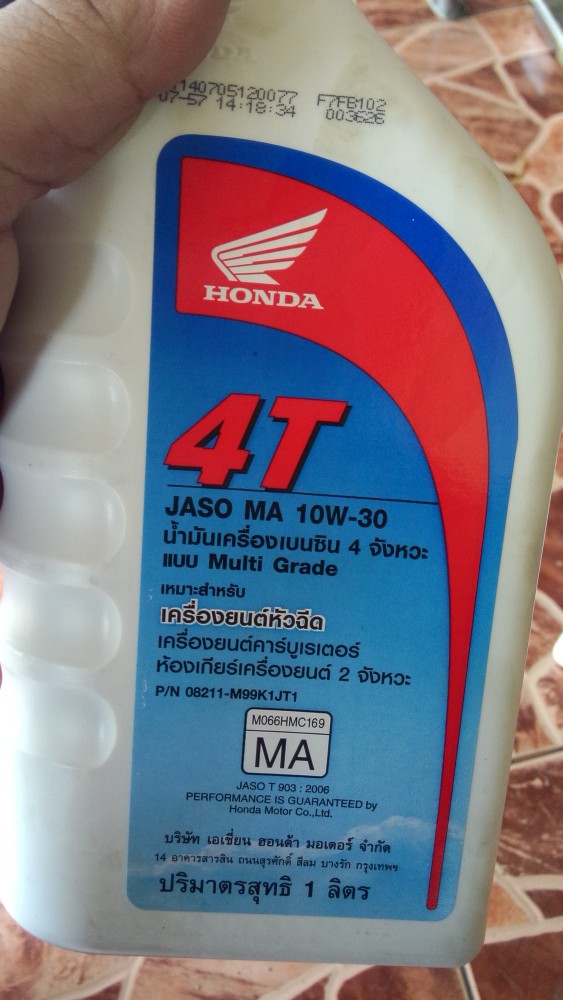 140705120077 F7FB102
07-57 14:18:34 003626
HONDA
4T
JASO MA 10W-30
น้ำมันเครื่องเบนซิน 4 จังหวะ
แบบ Multi Grade
เหมาะสำหรับ
เครื่องยนต์หัวฉีด
เครื่องยนต์คาร์บูเรเตอร์
ห้องเกียร์เครื่องยนต์ 2 จังหวะ
P/N 08211-M99K1JT1
M066HMC169
MA
JASO T 903 : 2006
PERFORMANCE IS GUARANTEED by
Honda Motor Co.,Ltd.
บริษัท เอเชี่ยน ฮอนด้า มอเตอร์ จำกัด
14 อาคารสารสิน ถนนสุรศักดิ์ สีลม บางรัก กรุงเทพฯ
ปริมาตรสุทธิ 1 ลิตร